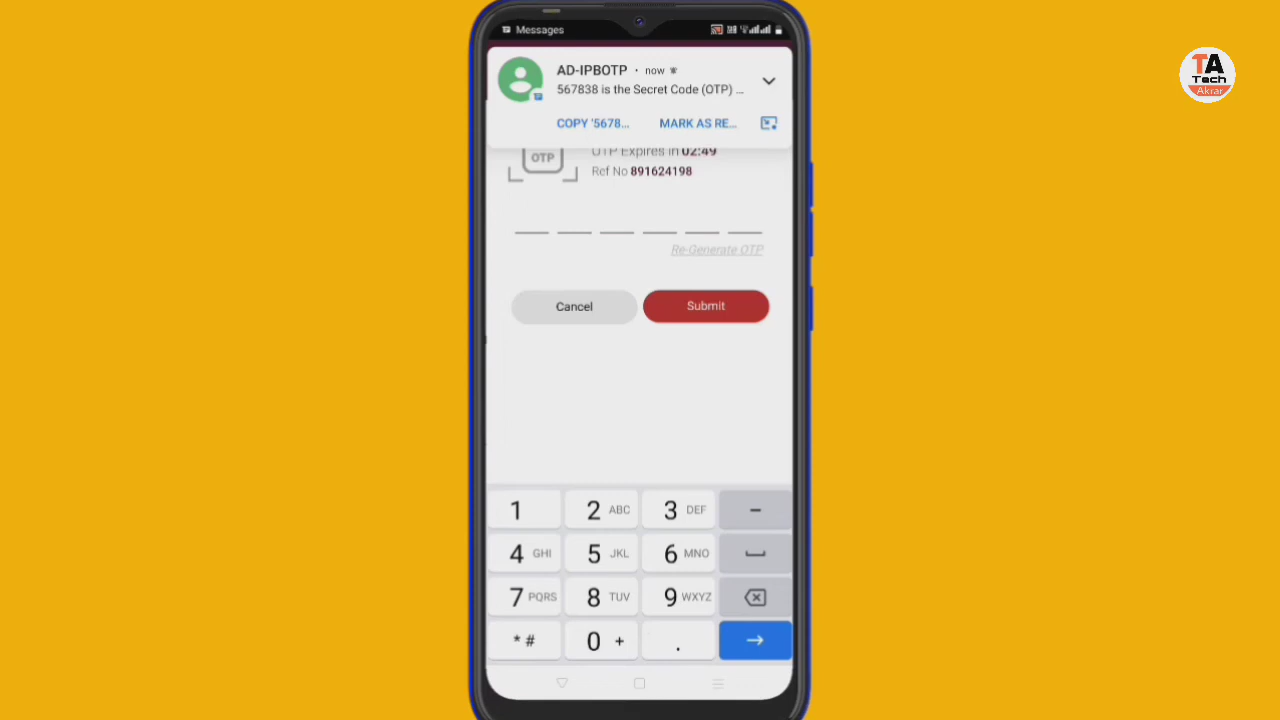 Messages
AD-IPBOTP • now
567838 is the Secret Code (OTP) ...
COPY '5678... MARK AS RE...
OTP
OTP Expires in 02:49
Ref No 891624198
Re-Generate OTP
Cancel Submit
1 2 ABC 3 DEF –
4 GHI 5 JKL 6 MNO
7 PQRS 8 TUV 9 WXYZ
* # 0 + .
TA
Tech
Akrar